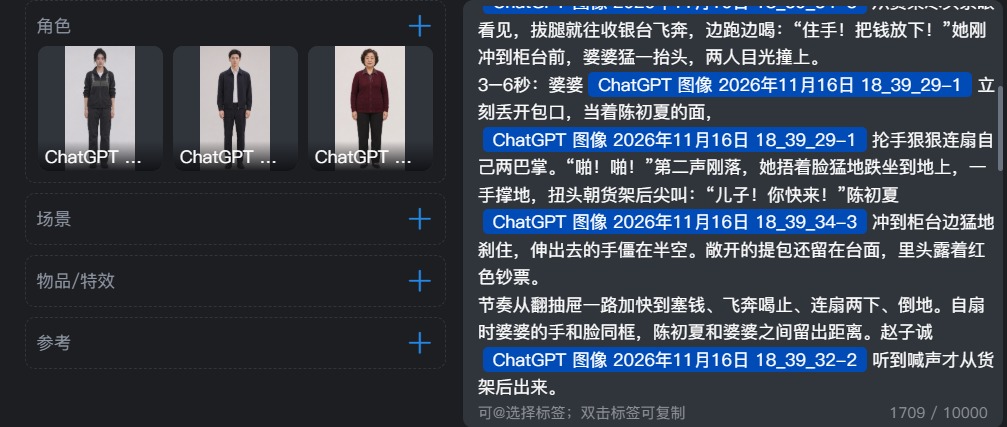 角色
ChatGPT ...
ChatGPT ...
ChatGPT ...
场景
物品/特效
参考
看见，拔腿就往收银台飞奔，边跑边喝：“住手！把钱放下！”她刚
冲到柜台前，婆婆猛一抬头，两人目光撞上。
3—6秒：婆婆 ChatGPT 图像 2026年11月16日 18_39_29–1 立
刻丢开包口，当着陈初夏的面，
ChatGPT 图像 2026年11月16日 18_39_29–1 抡手狠狠连扇自
己两巴掌。“啪！啪！”第二声刚落，她捂着脸猛地跌坐到地上，一
手撑地，扭头朝货架后尖叫：“儿子！你快来！”陈初夏
ChatGPT 图像 2026年11月16日 18_39_34–3 冲到柜台边猛地
刹住，伸出去的手僵在半空。敞开的提包还留在台面，里头露着红
色钞票。
节奏从翻抽屉一路加快到塞钱、飞奔喝止、连扇两下、倒地。自扇
时婆婆的手和脸同框，陈初夏和婆婆之间留出距离。赵子诚
ChatGPT 图像 2026年11月16日 18_39_32–2 听到喊声才从货
架后出来。
可@选择标签；双击标签可复制
1709 / 10000